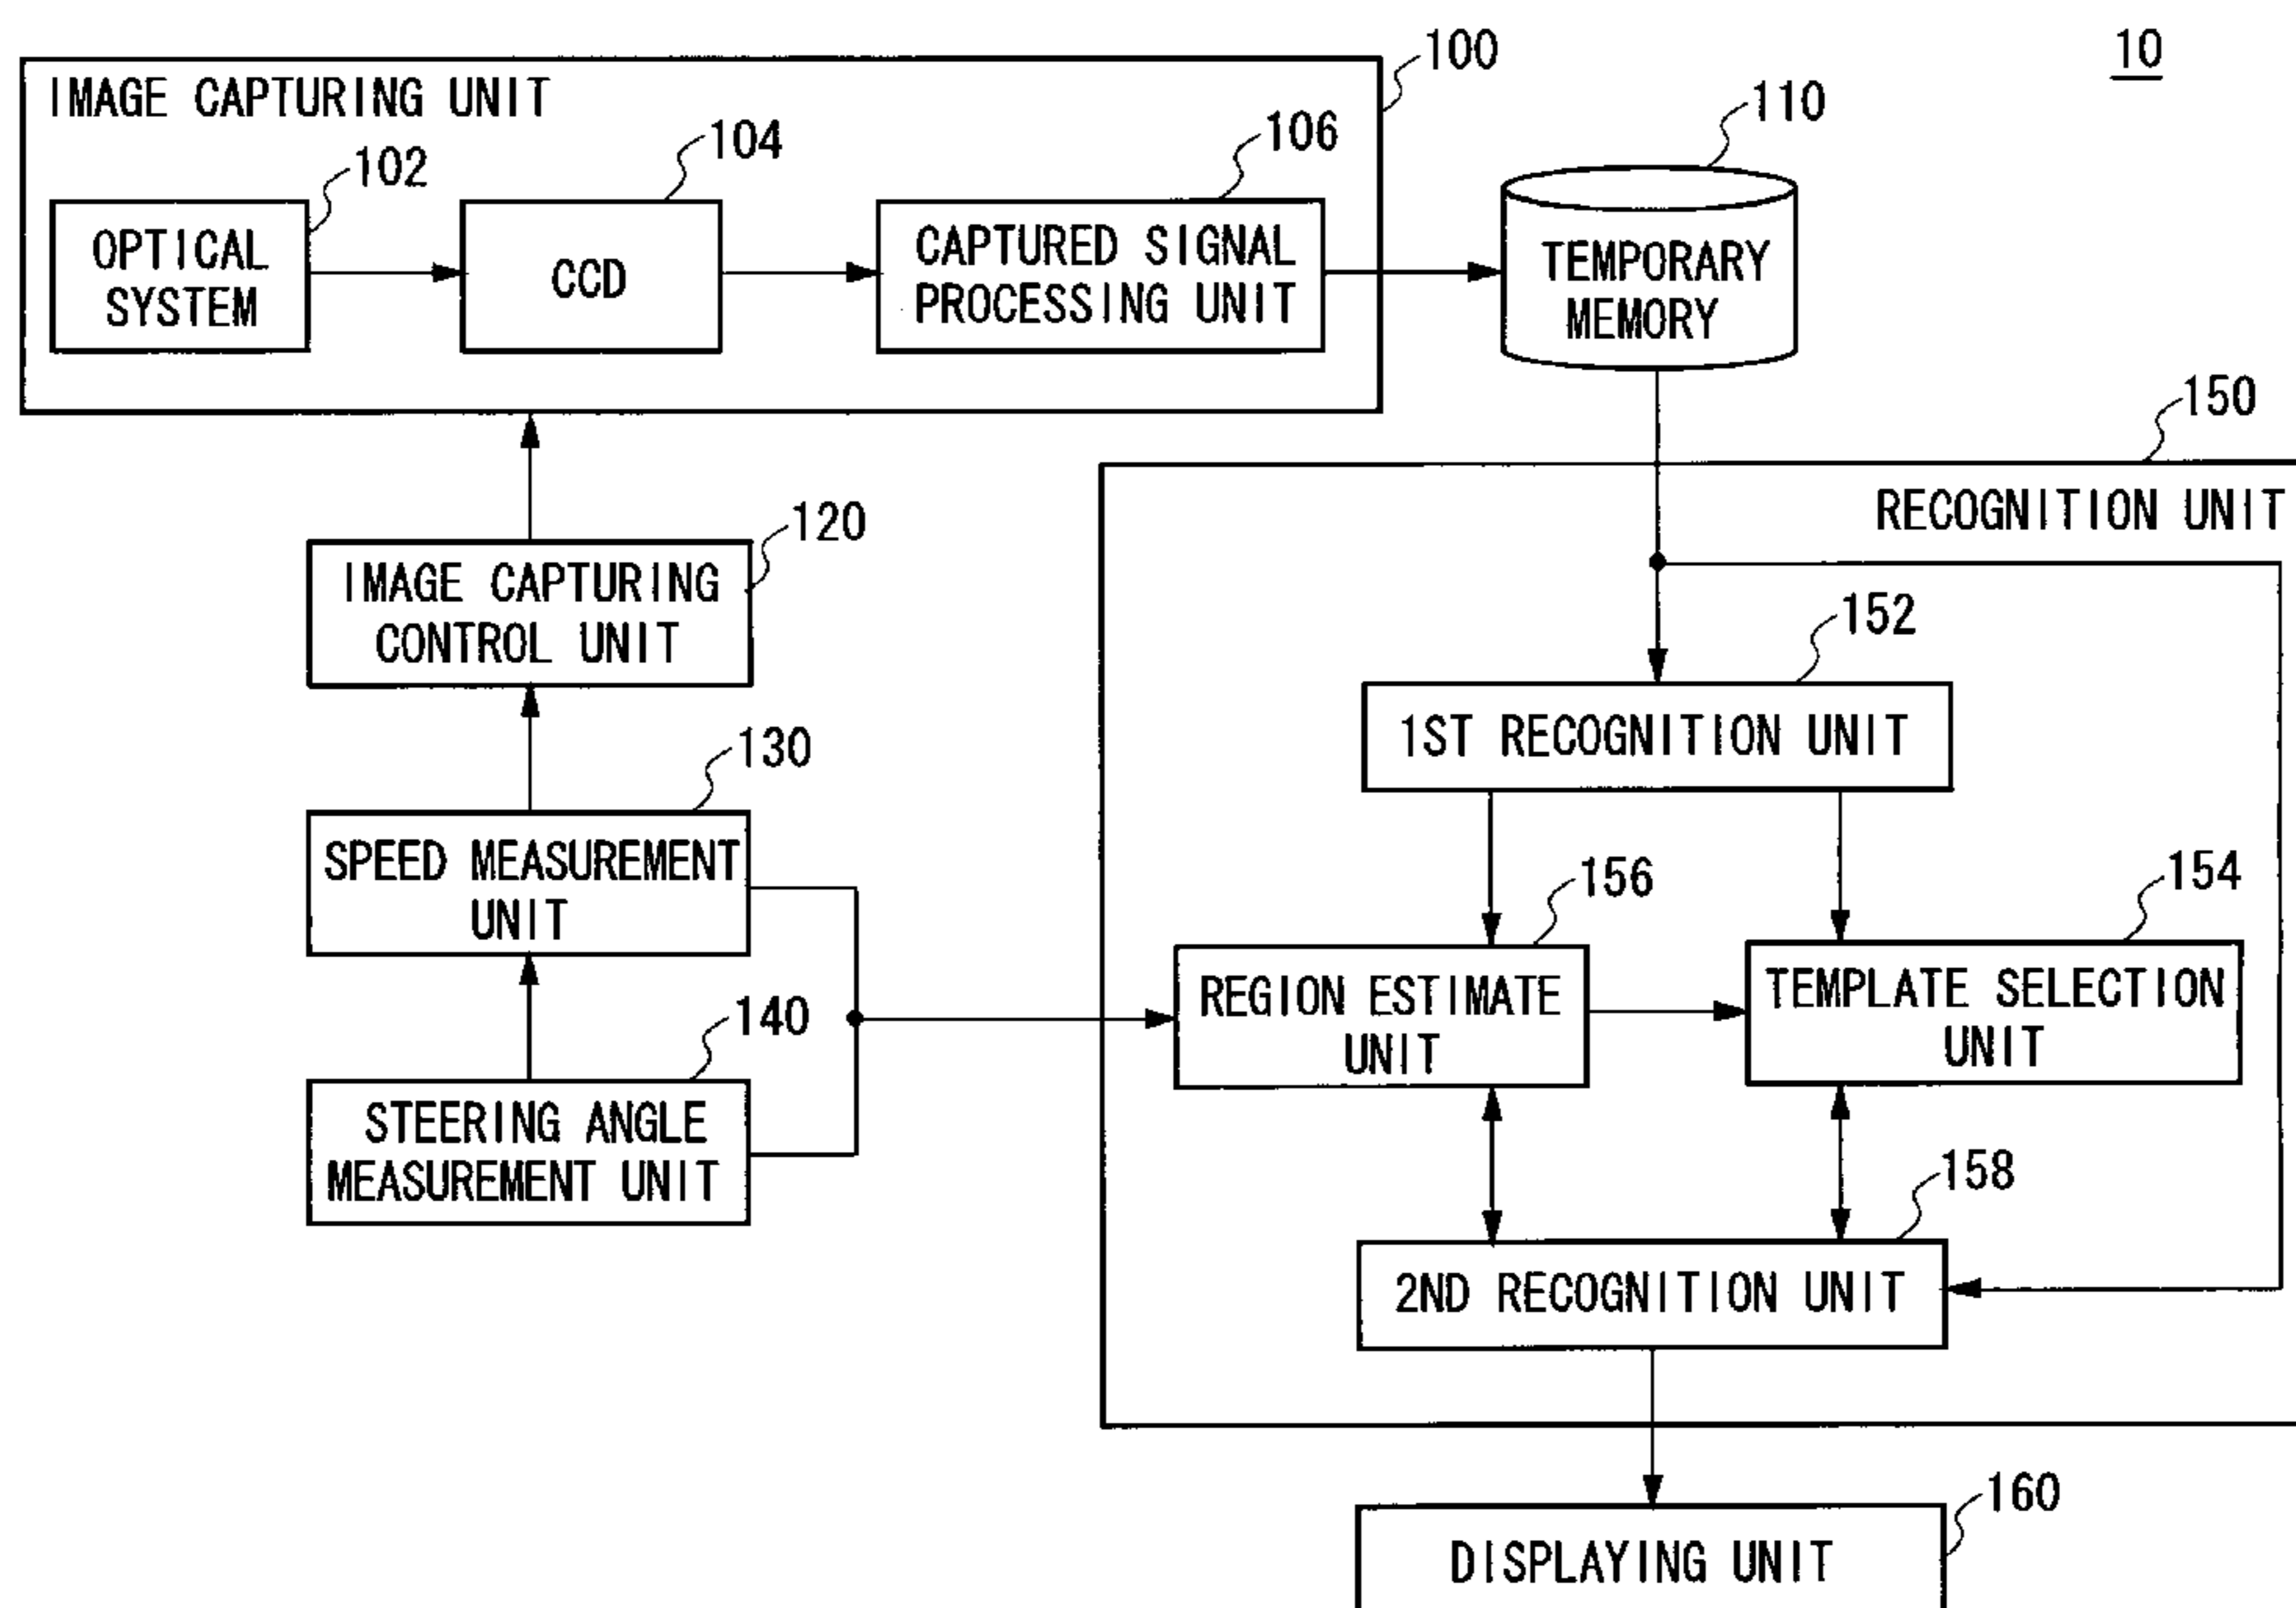 10
100
IMAGE CAPTURING UNIT
102
104
106
110
OPTICAL
SYSTEM
CCD
CAPTURED SIGNAL
PROCESSING UNIT
TEMPORARY
MEMORY
150
RECOGNITION UNIT
120
IMAGE CAPTURING
CONTROL UNIT
152
1ST RECOGNITION UNIT
130
SPEED MEASUREMENT
UNIT
156
154
REGION ESTIMATE
UNIT
TEMPLATE SELECTION
UNIT
140
STEERING ANGLE
MEASUREMENT UNIT
158
2ND RECOGNITION UNIT
160
DISPLAYING UNIT